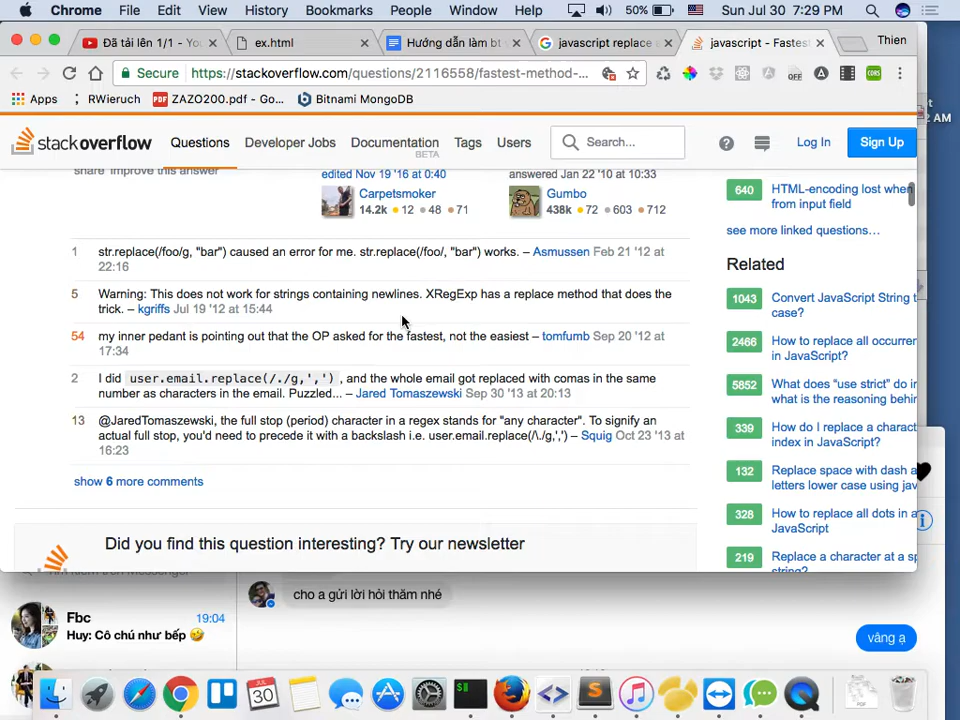 Chrome File Edit View History Bookmarks People Window Help 50% Sun Jul 30 7:29 PM
Đã tải lên 1/1 - You ex.html Hướng dẫn làm bt v javascript replace a javascript - Fastes Thien
Secure https://stackoverflow.com/questions/2116558/fastest-method-... OFF CORS
Apps RWieruch PDF PAZO200.pdf - Go... Bitnami MongoDB
AM
stackoverflow Questions Developer Jobs Documentation Tags Users Search... Log In Sign Up
BETA
share improve this answer
edited Nov 19 '16 at 0:40
Carpetsmoker
14.2k 12 48 71
answered Jan 22 '10 at 10:33
Gumbo
438k 72 603 712
1 str.replace(/foo/g, "bar") caused an error for me. str.replace(/foo/, "bar") works. – Asmussen Feb 21 '12 at
22:16
5 Warning: This does not work for strings containing newlines. XRegExp has a replace method that does the
trick. – kgriffs Jul 19 '12 at 15:44
54 my inner pedant is pointing out that the OP asked for the fastest, not the easiest – tomfumb Sep 20 '12 at
17:34
2 I did user.email.replace(/./g,',') , and the whole email got replaced with comas in the same
number as characters in the email. Puzzled... – Jared Tomaszewski Sep 30 '13 at 20:13
13 @JaredTomaszewski, the full stop (period) character in a regex stands for "any character". To signify an
actual full stop, you'd need to precede it with a backslash i.e. user.email.replace(/\./g,',') – Squig Oct 23 '13 at
16:23
show 6 more comments
Did you find this question interesting? Try our newsletter
640 HTML-encoding lost when
from input field
see more linked questions…
Related
1043 Convert JavaScript String t
case?
2466 How to replace all occurren
in JavaScript?
5852 What does “use strict” do in
what is the reasoning behin
339 How do I replace a charact
index in JavaScript?
132 Replace space with dash a
letters lower case using jav
328 How to replace all dots in a
JavaScript
219 Replace a character at a sp
string?
Fbc 19:04
Huy: Cô chú như bếp
cho a gửi lời hỏi thăm nhé
vâng ạ
JUL
30